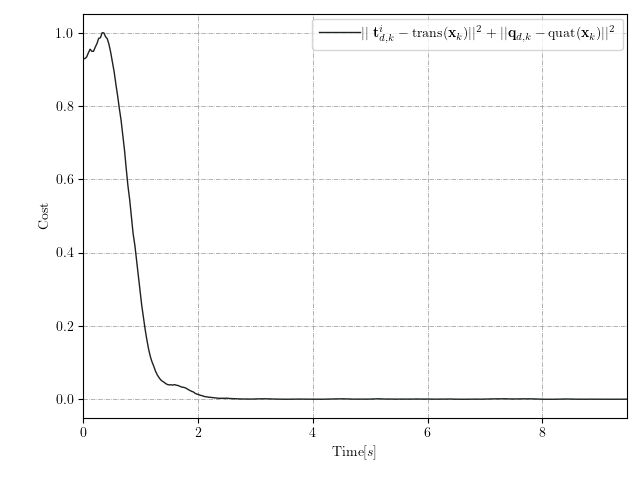 || t^i_{d,k} − trans(x_k)||^2 + ||q_{d,k} − quat(x_k)||^2
1.0
0.8
0.6
0.4
0.2
0.0
Cost
0 2 4 6 8
Time[s]